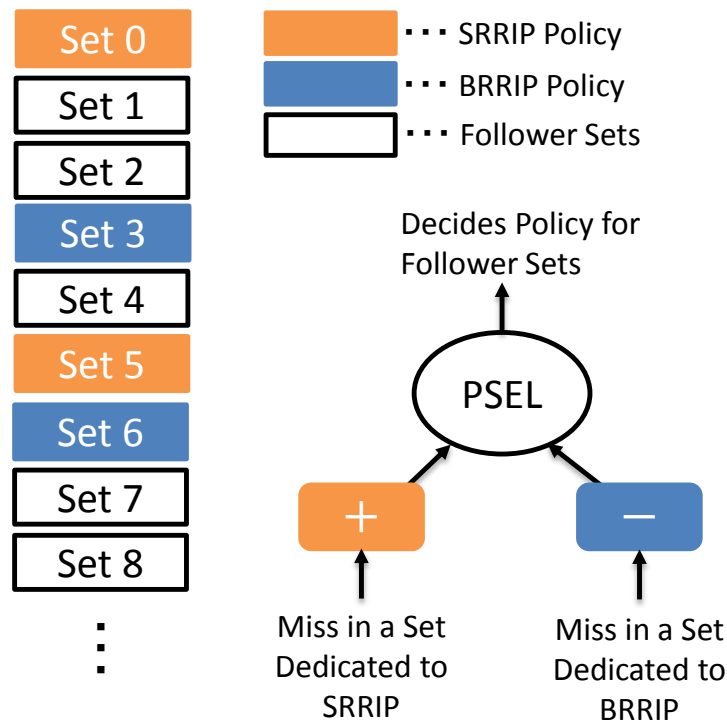 Set 0
Set 1
Set 2
Set 3
Set 4
Set 5
Set 6
Set 7
Set 8
⋮
··· SRRIP Policy
··· BRRIP Policy
··· Follower Sets
Decides Policy for
Follower Sets
PSEL
+
−
Miss in a Set
Dedicated to
SRRIP
Miss in a Set
Dedicated to
BRRIP